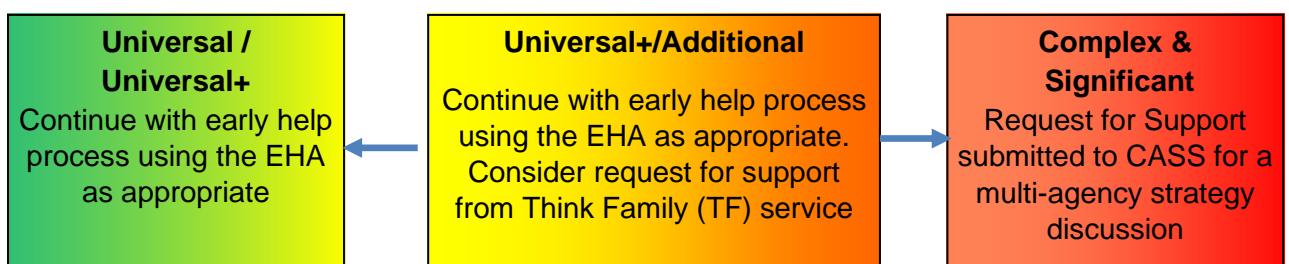 Universal /
Universal+
Continue with early help
process using the EHA
as appropriate
Universal+/Additional
Continue with early help process
using the EHA as appropriate.
Consider request for support
from Think Family (TF) service
Complex &
Significant
Request for Support
submitted to CASS for a
multi-agency strategy
discussion